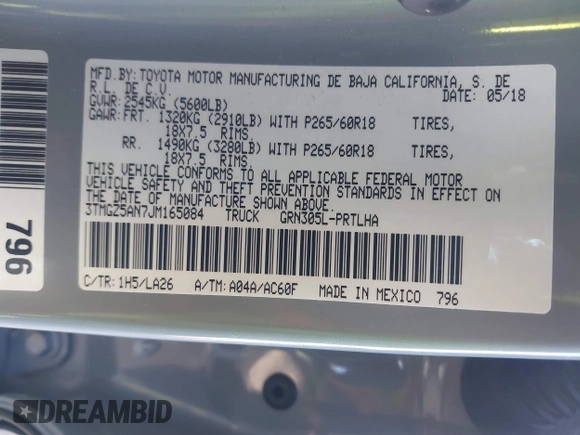 MFD.BY: TOYOTA MOTOR MANUFACTURING DE BAJA CALIFORNIA, S. DE
R.L. DE C.V.
DATE: 05/18
GVWR: 2545KG (5600LB)
GAWR: FRT. 1320KG (2910LB) WITH P265/60R18 TIRES,
18X7.5 RIMS.
RR. 1490KG (3280LB) WITH P265/60R18 TIRES,
18X7.5 RIMS.
THIS VEHICLE CONFORMS TO ALL APPLICABLE FEDERAL MOTOR
VEHICLE SAFETY AND THEFT PREVENTION STANDARDS IN EFFECT ON THE
DATE OF MANUFACTURE SHOWN ABOVE.
3TMGZ5AN7JM165084 TRUCK GRN305L-PRTLHA
C/TR: 1H5/LA26 A/TM: A04A/AC60F MADE IN MEXICO 796
796
DREAMBID